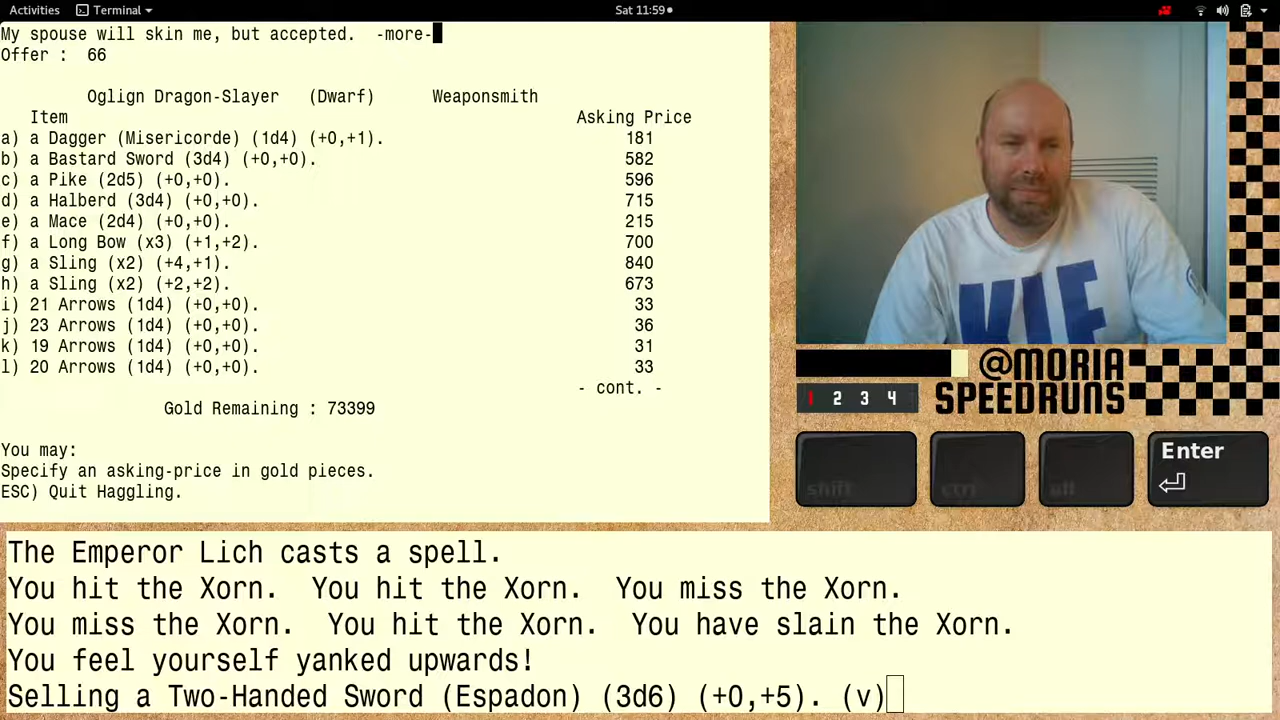 Activities Terminal Sat 11:59
My spouse will skin me, but accepted. -more-
Offer : 66
Oglign Dragon-Slayer (Dwarf) Weaponsmith
Item Asking Price
a) a Dagger (Misericorde) (1d4) (+0,+1). 181
b) a Bastard Sword (3d4) (+0,+0). 582
c) a Pike (2d5) (+0,+0). 596
d) a Halberd (3d4) (+0,+0). 715
e) a Mace (2d4) (+0,+0). 215
f) a Long Bow (x3) (+1,+2). 700
g) a Sling (x2) (+4,+1). 840
h) a Sling (x2) (+2,+2). 673
i) 21 Arrows (1d4) (+0,+0). 33
j) 23 Arrows (1d4) (+0,+0). 36
k) 19 Arrows (1d4) (+0,+0). 31
l) 20 Arrows (1d4) (+0,+0). 33
- cont. -
Gold Remaining : 73399
You may:
Specify an asking-price in gold pieces.
ESC) Quit Haggling.
@MORIA
1 2 3 4 SPEEDRUNS
shift ctrl alt Enter
The Emperor Lich casts a spell.
You hit the Xorn. You hit the Xorn. You miss the Xorn.
You miss the Xorn. You hit the Xorn. You have slain the Xorn.
You feel yourself yanked upwards!
Selling a Two-Handed Sword (Espadon) (3d6) (+0,+5). (v)